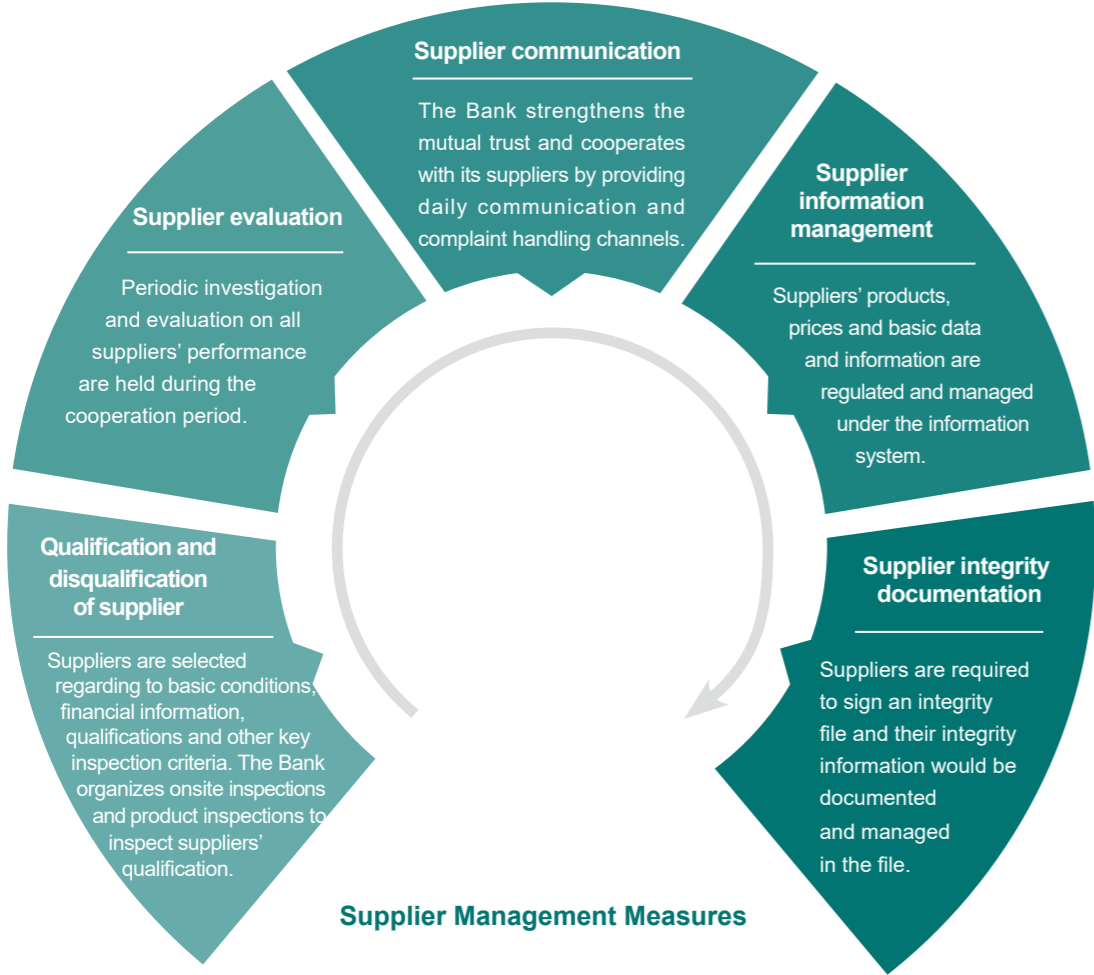 Qualification and
disqualification
of supplier
Suppliers are selected
regarding to basic conditions,
financial information,
qualifications and other key
inspection criteria. The Bank
organizes onsite inspections
and product inspections to
inspect suppliers’
qualification.
Supplier evaluation
Periodic investigation
and evaluation on all
suppliers’ performance
are held during the
cooperation period.
Supplier communication
The Bank strengthens the
mutual trust and cooperates
with its suppliers by providing
daily communication and
complaint handling channels.
Supplier
information
management
Suppliers’ products,
prices and basic data
and information are
regulated and managed
under the information
system.
Supplier integrity
documentation
Suppliers are required
to sign an integrity
file and their integrity
information would be
documented
and managed
in the file.
Supplier Management Measures